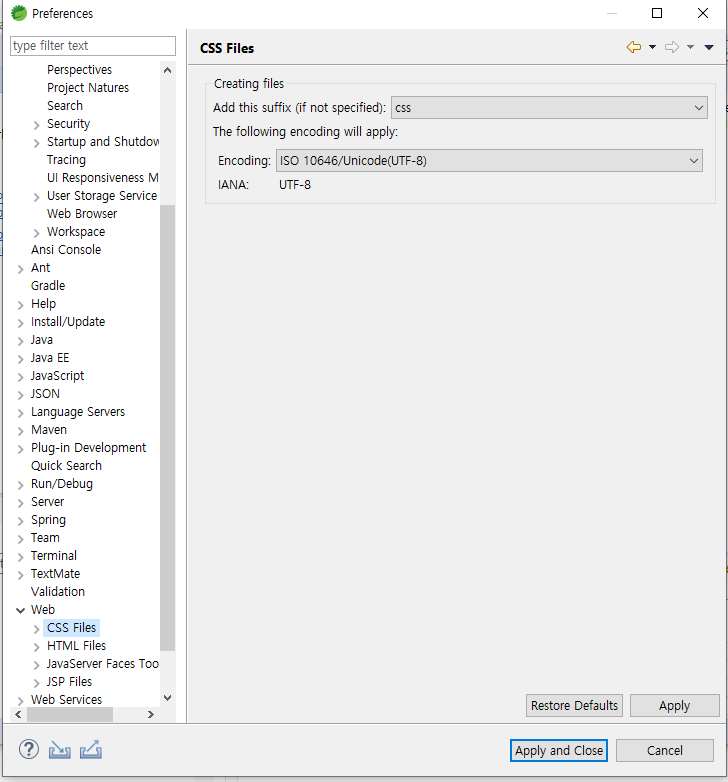 Preferences
type filter text
CSS Files
Perspectives
Project Natures
Search
Security
Startup and Shutdow
Tracing
UI Responsiveness M
User Storage Service
Web Browser
Workspace
Ansi Console
Ant
Gradle
Help
Install/Update
Java
Java EE
JavaScript
JSON
Language Servers
Maven
Plug-in Development
Quick Search
Run/Debug
Server
Spring
Team
Terminal
TextMate
Validation
Web
CSS Files
HTML Files
JavaServer Faces Too
JSP Files
Web Services
Creating files
Add this suffix (if not specified): css
The following encoding will apply:
Encoding: ISO 10646/Unicode(UTF-8)
IANA: UTF-8
Restore Defaults Apply
Apply and Close Cancel